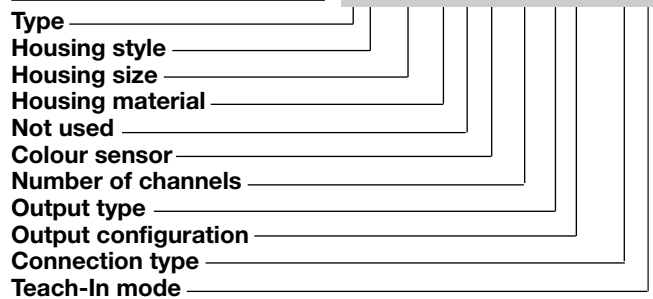 Type
Housing style
Housing size
Housing material
Not used
Colour sensor
Number of channels
Output type
Output configuration
Connection type
Teach-In mode